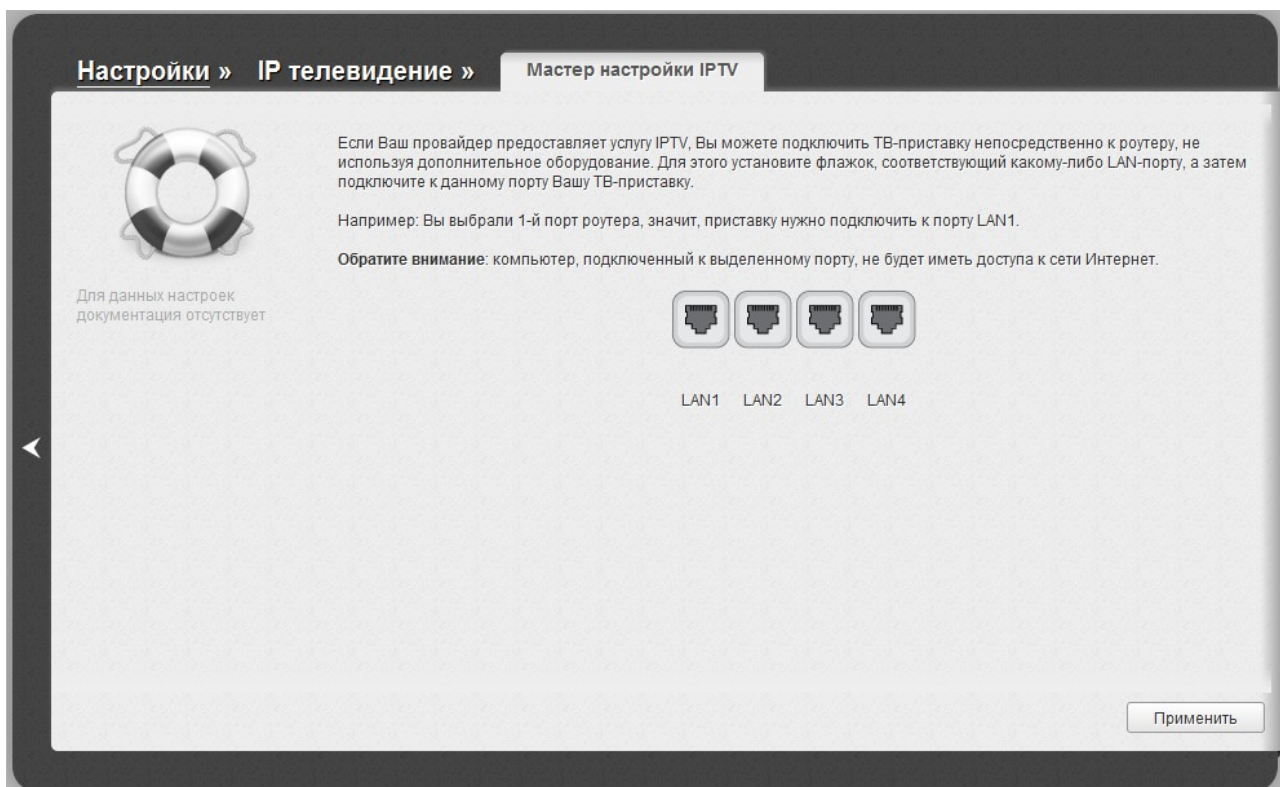 Настройки » IP телевидение » Мастер настройки IPTV
Если Ваш провайдер предоставляет услугу IPTV, Вы можете подключить ТВ-приставку непосредственно к роутеру, не
используя дополнительное оборудование. Для этого установите флажок, соответствующий какому-либо LAN-порту, а затем
подключите к данному порту Вашу ТВ-приставку.
Например: Вы выбрали 1-й порт роутера, значит, приставку нужно подключить к порту LAN1.
Обратите внимание: компьютер, подключенный к выделенному порту, не будет иметь доступа к сети Интернет.
Для данных настроек
документация отсутствует
LAN1 LAN2 LAN3 LAN4
Применить